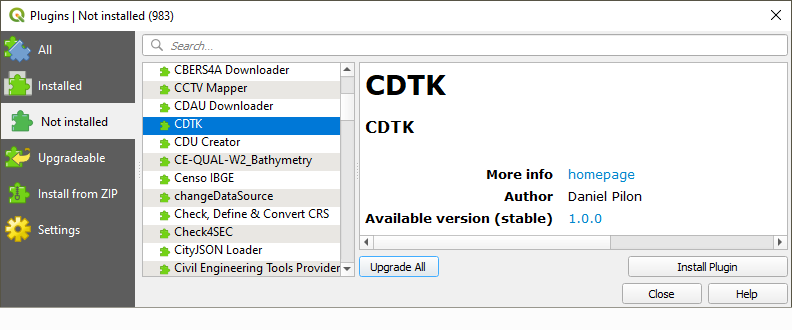 Plugins | Not installed (983)
All
Installed
Not installed
Upgradeable
Install from ZIP
Settings
Search...
CBERS4A Downloader
CCTV Mapper
CDAU Downloader
CDTK
CDU Creator
CE-QUAL-W2_Bathymetry
Censo IBGE
changeDataSource
Check, Define & Convert CRS
Check4SEC
CityJSON Loader
Civil Engineering Tools Provider
CDTK
CDTK
More info homepage
Author Daniel Pilon
Available version (stable) 1.0.0
Upgrade All
Install Plugin
Close
Help